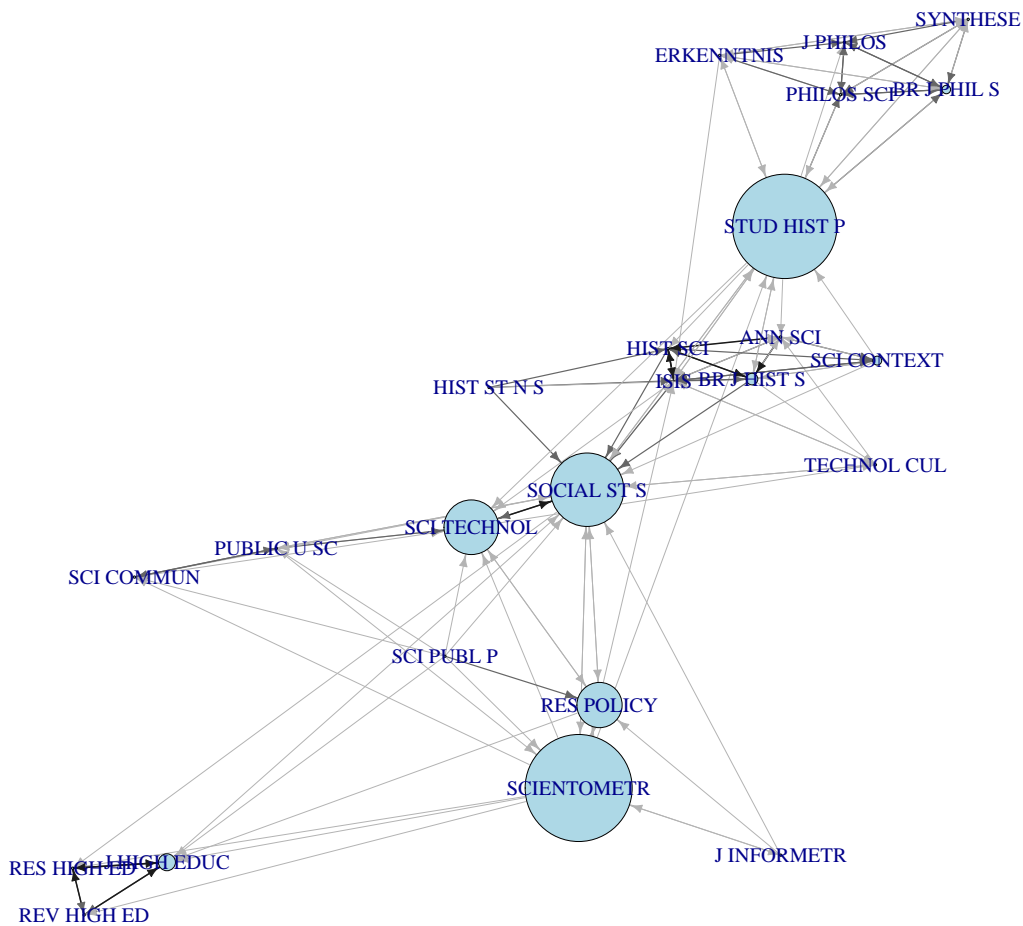 SYNTHESE
J PHILOS
ERKENNTNIS
BR J PHIL S
PHILOS SCI
STUD HIST P
ANN SCI
HIST SCI
SCI CONTEXT
ISIS
BR J HIST S
HIST ST N S
TECHNOL CUL
SOCIAL ST S
SCI TECHNOL
PUBLIC U SC
SCI COMMUN
SCI PUBL P
RES POLICY
SCIENTOMETR
J INFORMETR
J HIGH EDUC
RES HIGH ED
REV HIGH ED